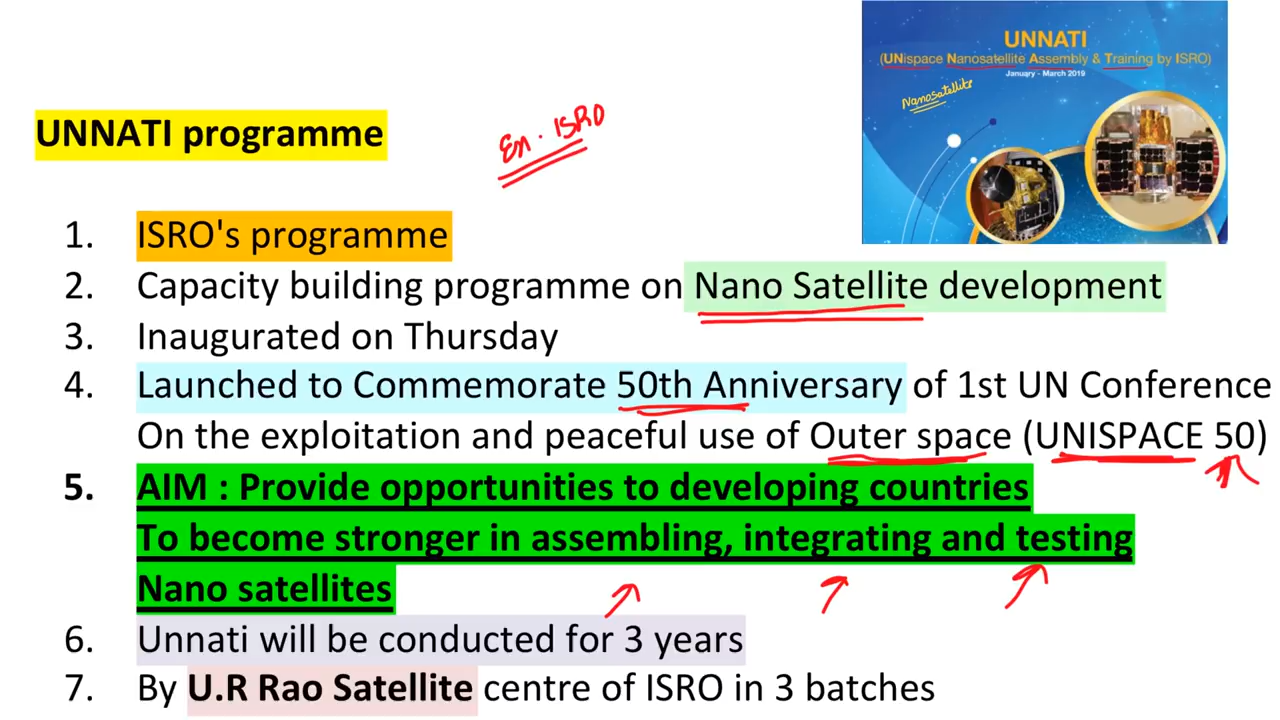 UNNATI
(UNispace Nanosatellite Assembly & Training by ISRO)
January - March 2019
Nanosatellite
UNNATI programme
En. ISRO
1. ISRO's programme
2. Capacity building programme on Nano Satellite development
3. Inaugurated on Thursday
4. Launched to Commemorate 50th Anniversary of 1st UN Conference
On the exploitation and peaceful use of Outer space (UNISPACE 50)
5. AIM : Provide opportunities to developing countries
To become stronger in assembling, integrating and testing
Nano satellites
6. Unnati will be conducted for 3 years
7. By U.R Rao Satellite centre of ISRO in 3 batches